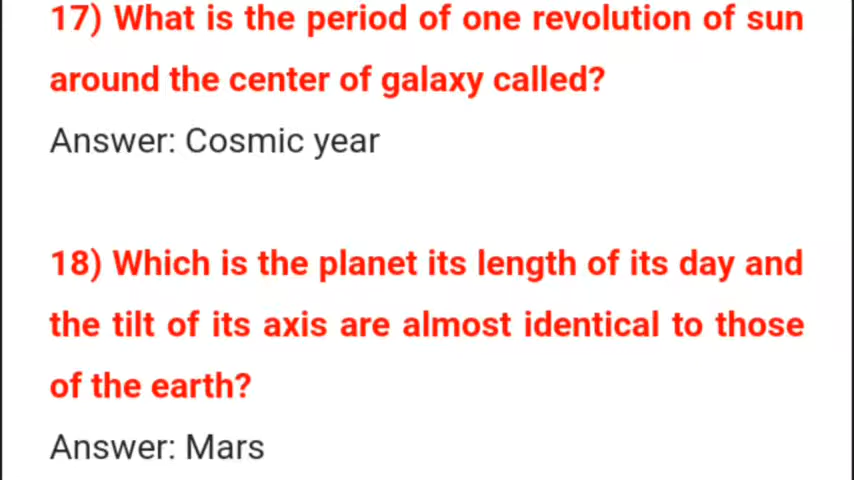 17) What is the period of one revolution of sun
around the center of galaxy called?
Answer: Cosmic year
18) Which is the planet its length of its day and
the tilt of its axis are almost identical to those
of the earth?
Answer: Mars